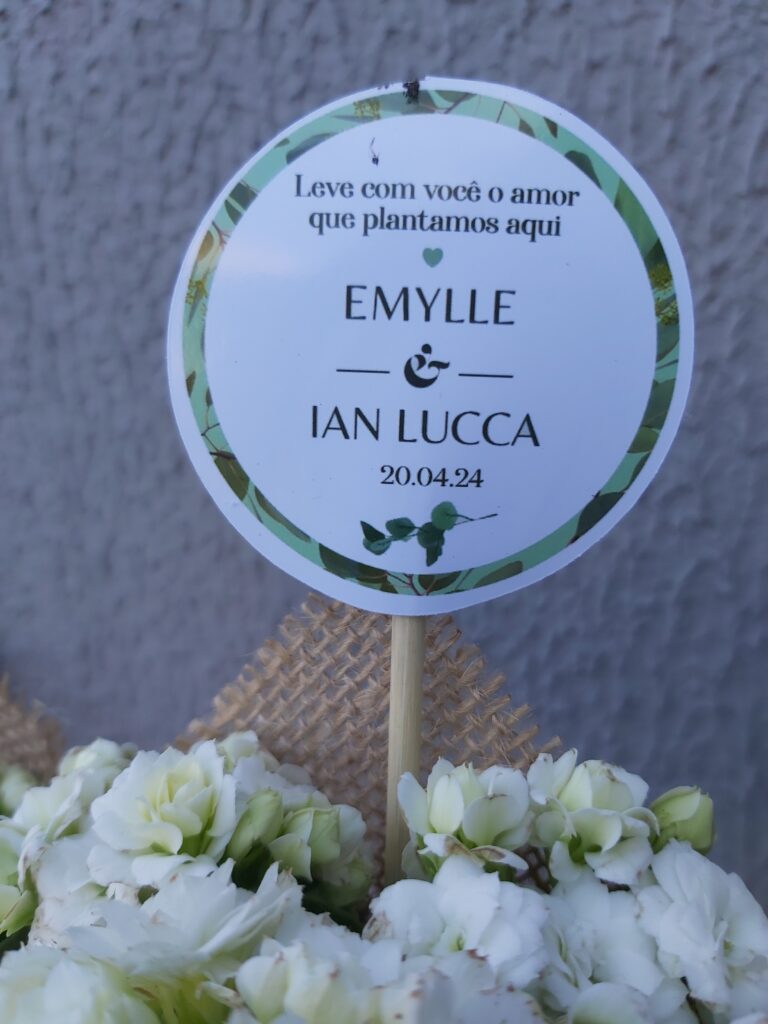 Leve com você o amor
que plantamos aqui
EMYLLE
&
IAN LUCCA
20.04.24